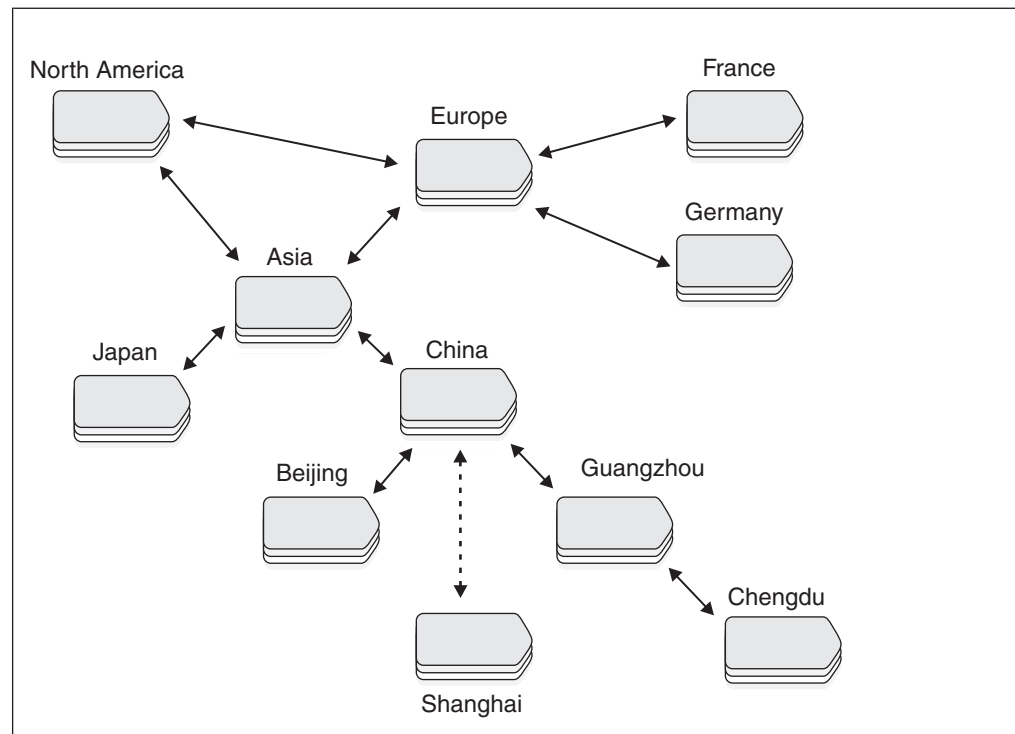 North America
France
Europe
Germany
Asia
Japan
China
Beijing
Guangzhou
Chengdu
Shanghai